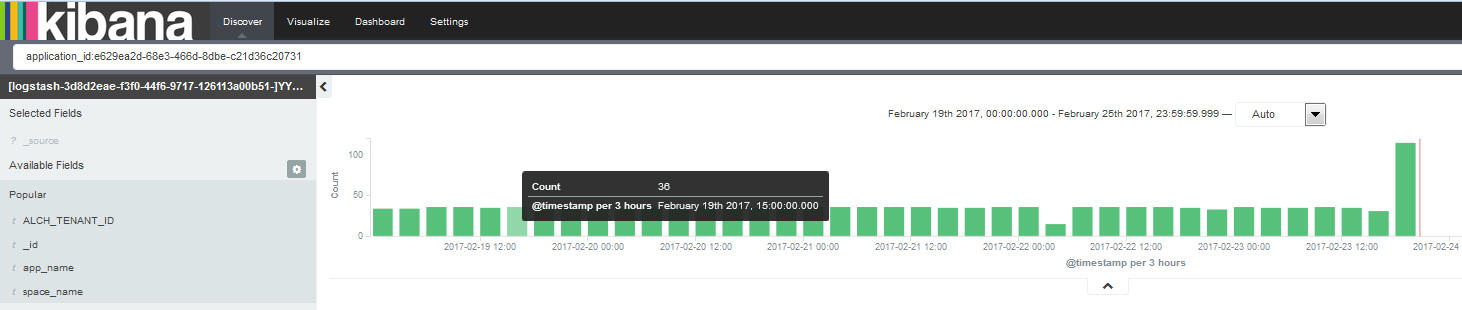 kibana
Discover Visualize Dashboard Settings
application_id:e629ea2d-68e3-466d-8dbe-c21d36c20731
[logstash-3d8d2eae-f3f0-44f6-9717-126113a00b51-]YY...
Selected Fields
? _source
Available Fields
Popular
t ALCH_TENANT_ID
t _id
t app_name
t space_name
February 19th 2017, 00:00:00.000 - February 25th 2017, 23:59:59.999 — Auto
Count
100
50
0
Count 36
@timestamp per 3 hours February 19th 2017, 15:00:00.000
2017-02-19 12:00 2017-02-20 00:00 2017-02-20 12:00 2017-02-21 00:00 2017-02-21 12:00 2017-02-22 00:00 2017-02-22 12:00 2017-02-23 00:00 2017-02-23 12:00 2017-02-24
@timestamp per 3 hours